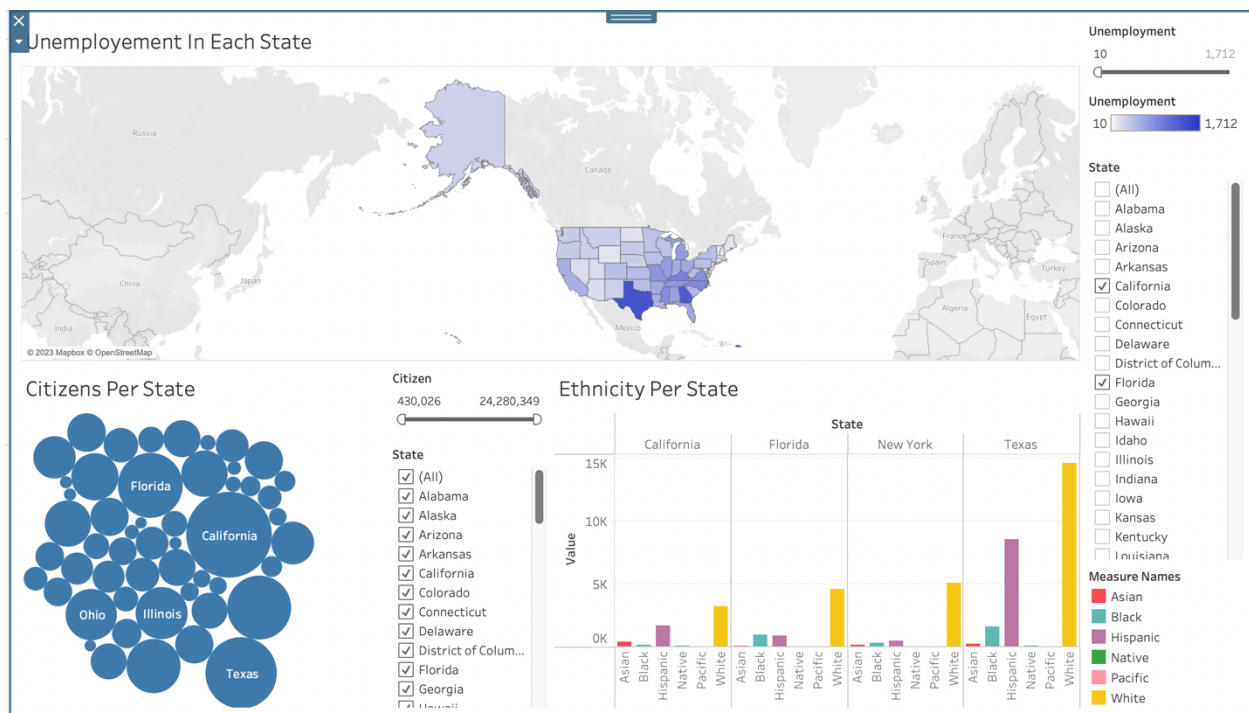 Unemployement In Each State
Russia
Canada
China
Japan
India
Mexico
France
Spain
Turkey
Algeria
Egypt
© 2023 Mapbox © OpenStreetMap
Unemployment
10 1,712
Unemployment
10 1,712
State
(All)
Alabama
Alaska
Arizona
Arkansas
California
Colorado
Connecticut
Delaware
District of Colum...
Florida
Georgia
Hawaii
Idaho
Illinois
Indiana
Iowa
Kansas
Kentucky
Louisiana
Citizens Per State
Florida
California
Ohio
Illinois
Texas
Citizen
430,026 24,280,349
State
(All)
Alabama
Alaska
Arizona
Arkansas
California
Colorado
Connecticut
Delaware
District of Colum...
Florida
Georgia
Hawaii
Ethnicity Per State
State
California Florida New York Texas
Value
15K
10K
5K
0K
Asian Black Hispanic Native Pacific White Asian Black Hispanic Native Pacific White Asian Black Hispanic Native Pacific White Asian Black Hispanic Native Pacific White
Measure Names
Asian
Black
Hispanic
Native
Pacific
White